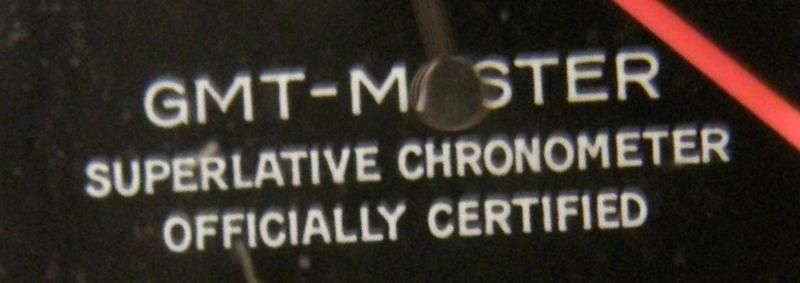 GMT-MASTER
SUPERLATIVE CHRONOMETER
OFFICIALLY CERTIFIED